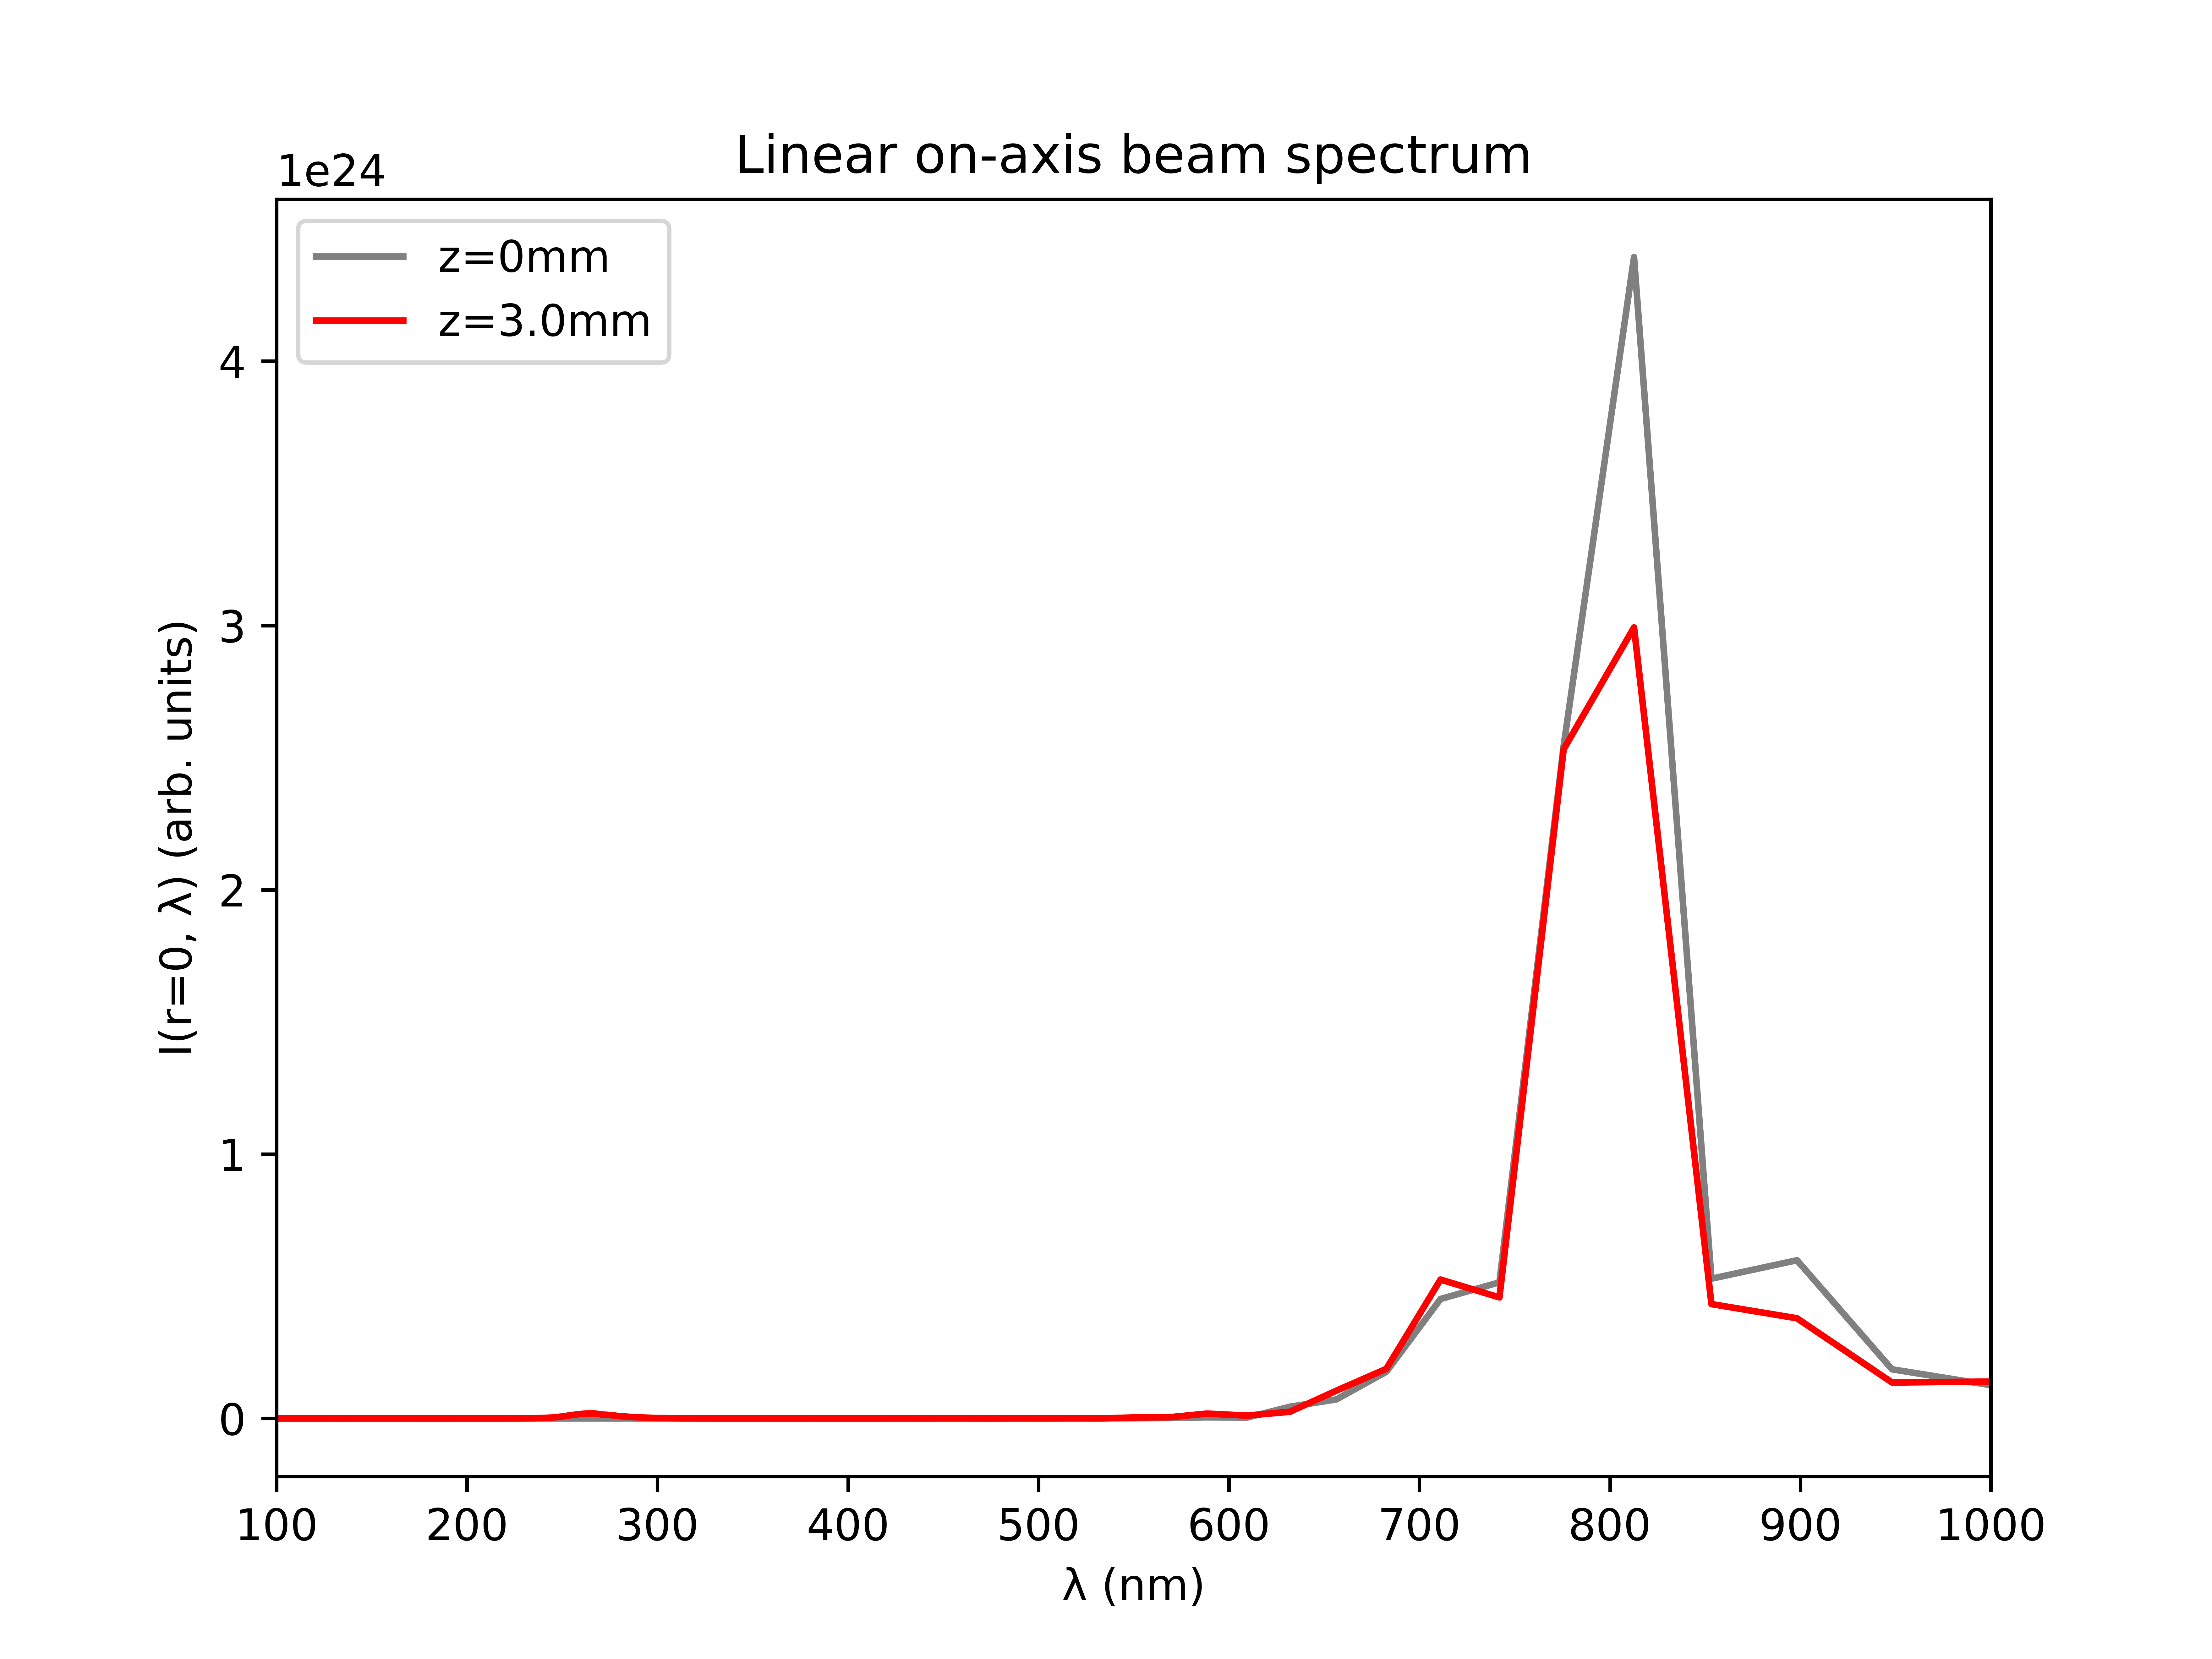 Linear on-axis beam spectrum
1e24
z=0mm
z=3.0mm
I(r=0, λ) (arb. units)
4
3
2
1
0
100 200 300 400 500 600 700 800 900 1000
λ (nm)